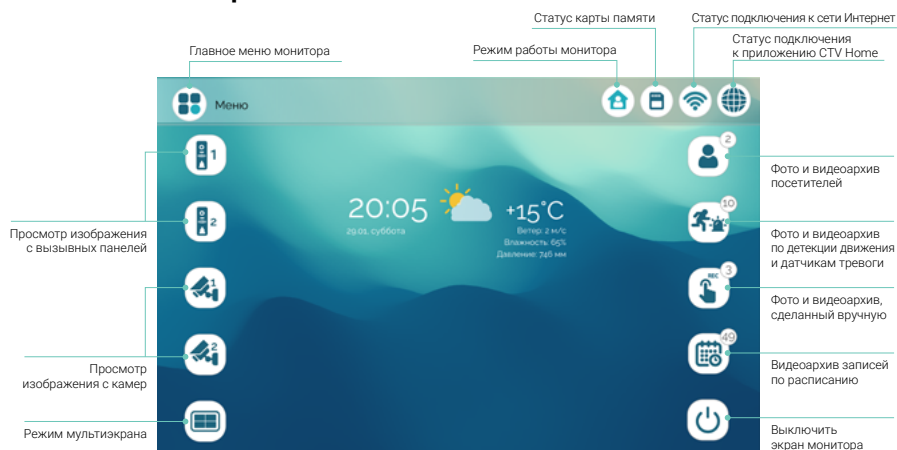 Статус карты памяти
Статус подключения к сети Интернет
Главное меню монитора
Режим работы монитора
Статус подключения
к приложению CTV Home
Меню
1
2
Фото и видеоархив
посетителей
20:05
29.01, суббота
+15°C
Ветер: 2 м/с
Влажность: 65%
Давление: 746 мм
2
10
Просмотр изображения
с вызывных панелей
Фото и видеоархив
по детекции движения
и датчикам тревоги
1
REC
3
Фото и видеоархив,
сделанный вручную
2
49
Просмотр
изображения с камер
Видеоархив записей
по расписанию
Режим мультиэкрана
Выключить
экран монитора